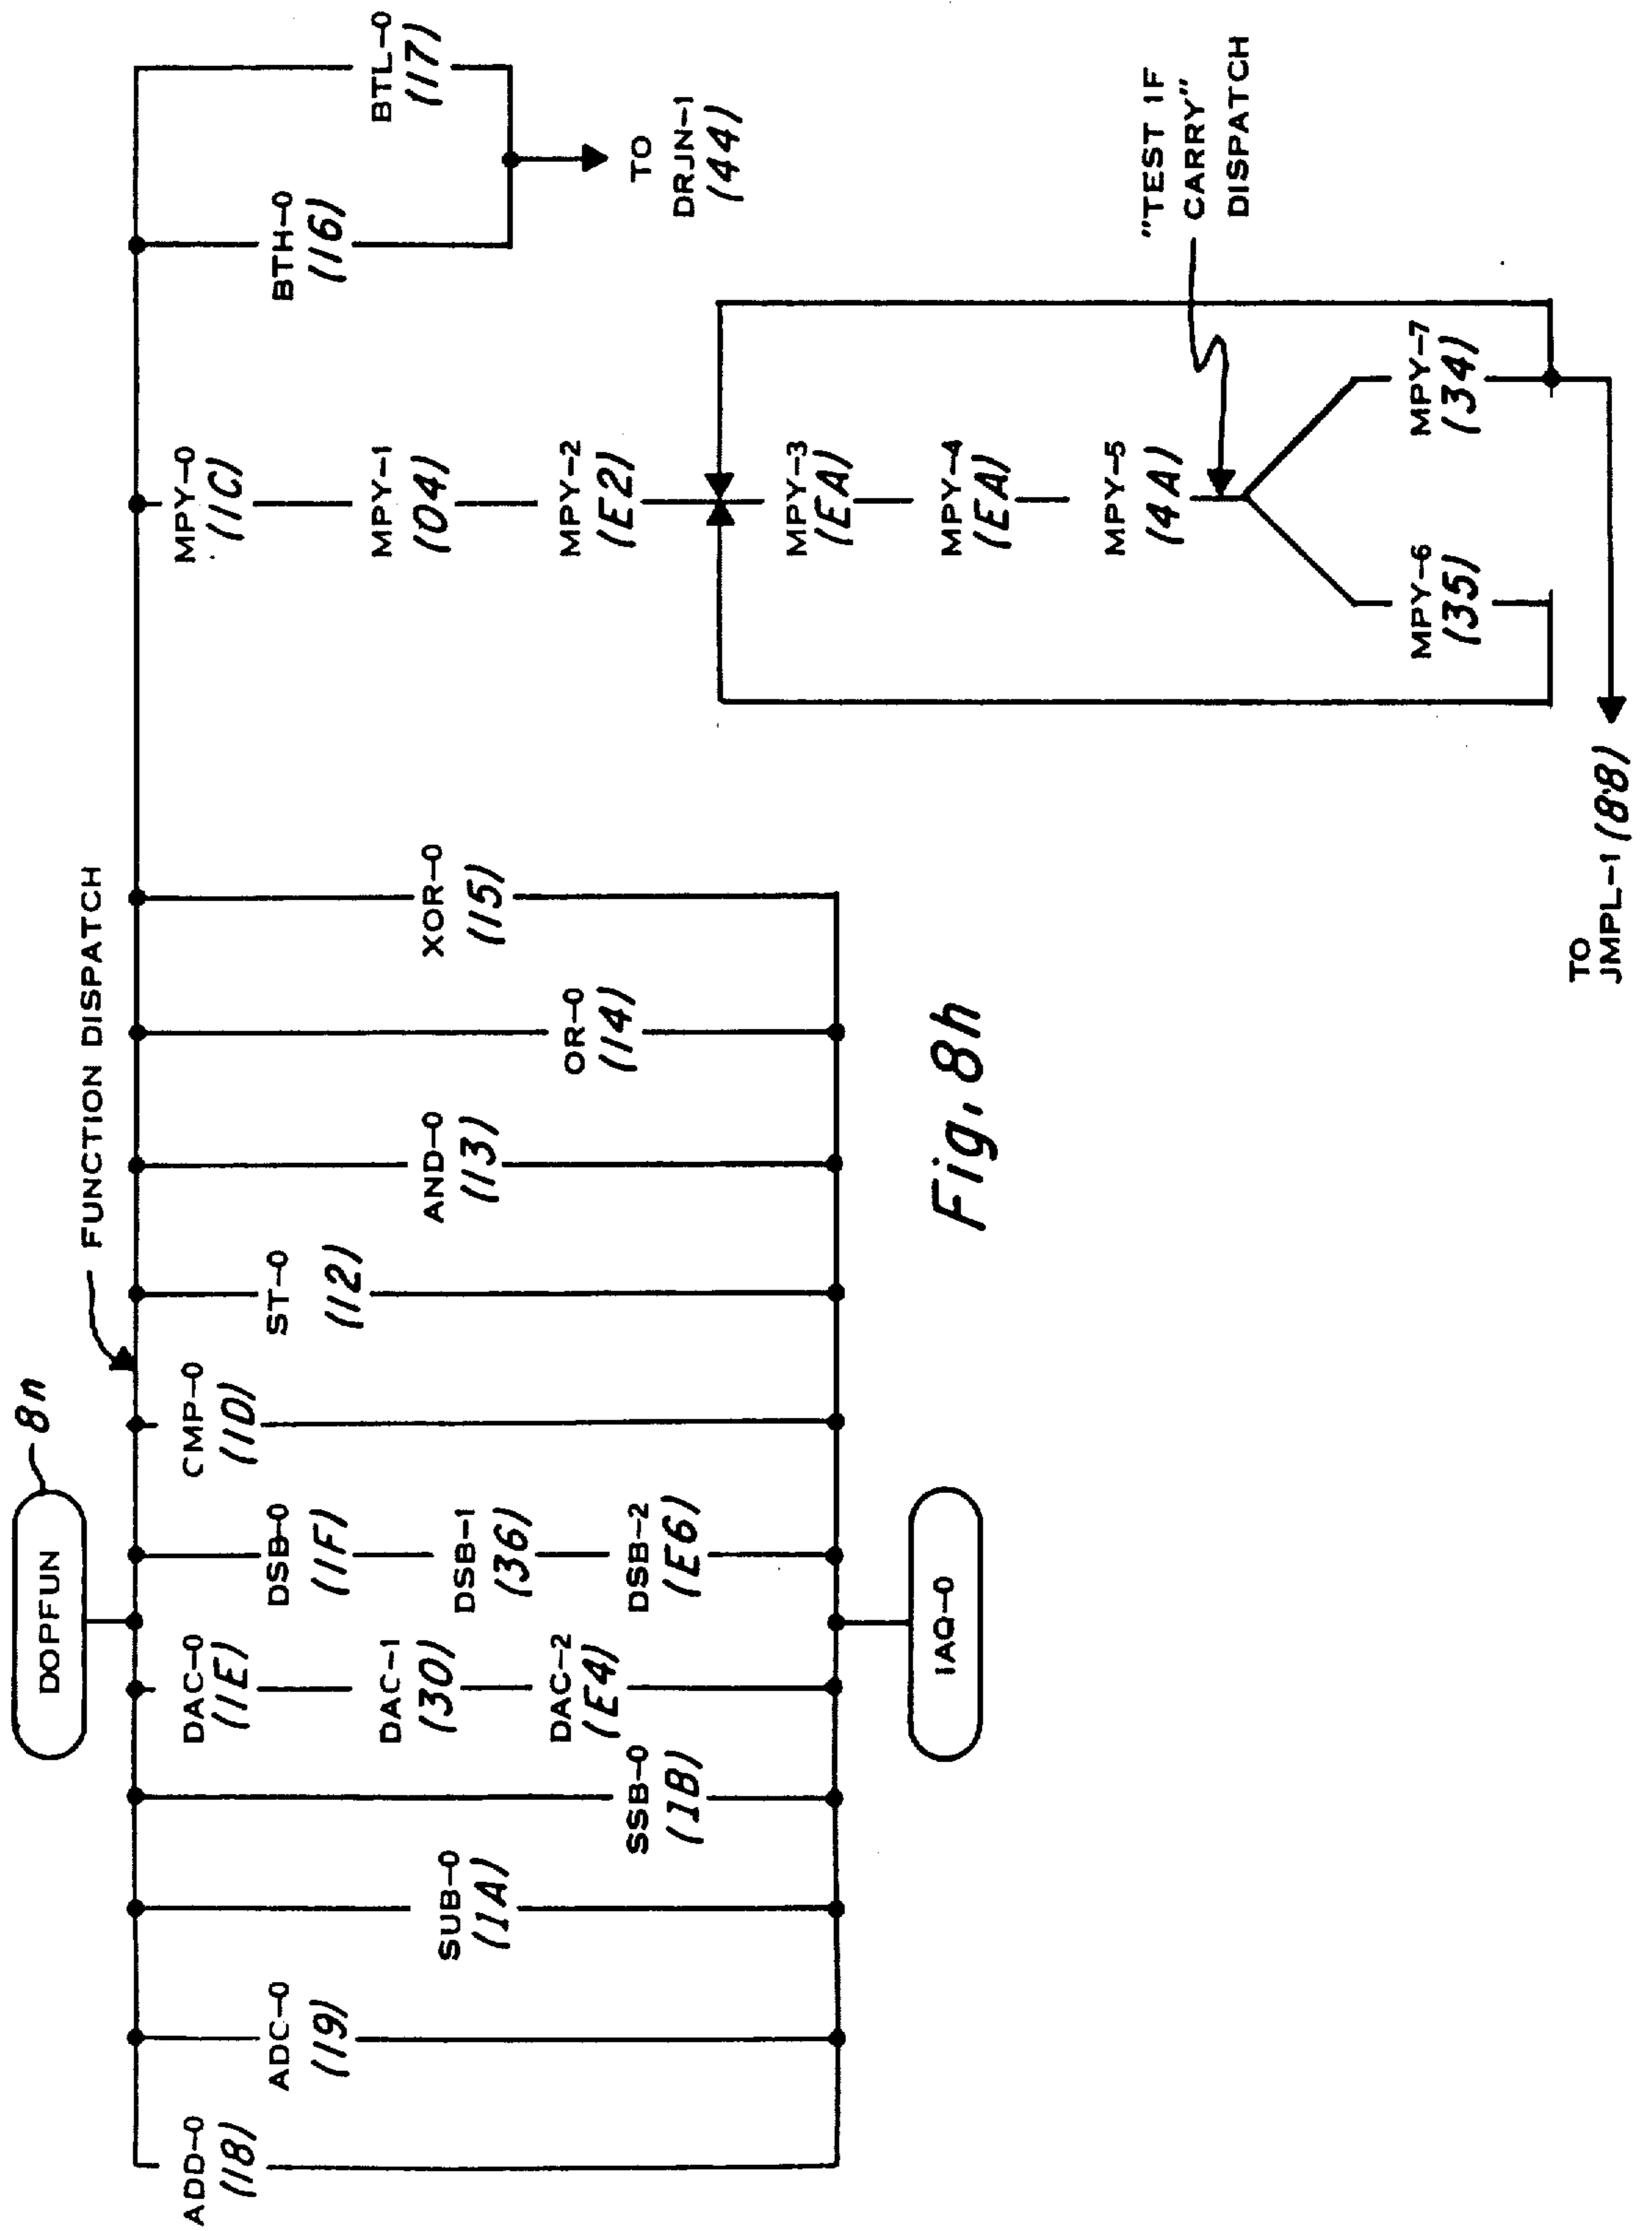 DOPFUN
8n
FUNCTION DISPATCH
ADD-0
(18)
ADC-0
(19)
SUB-0
(1A)
SSB-0
(1B)
DAC-0
(1E)
DAC-1
(30)
DAC-2
(E4)
DSB-0
(1F)
DSB-1
(36)
DSB-2
(E6)
CMP-0
(1D)
ST-0
(12)
AND-0
(13)
OR-0
(14)
XOR-0
(15)
MPY-0
(1C)
MPY-1
(04)
MPY-2
(E2)
MPY-3
(EA)
MPY-4
(EA)
MPY-5
(4A)
MPY-6
(35)
MPY-7
(34)
"TEST IF
CARRY"
DISPATCH
BTH-0
(16)
BTL-0
(17)
TO
DRJN-1
(44)
TO
JMPL-1 (88)
IAQ-0
Fig. 8h